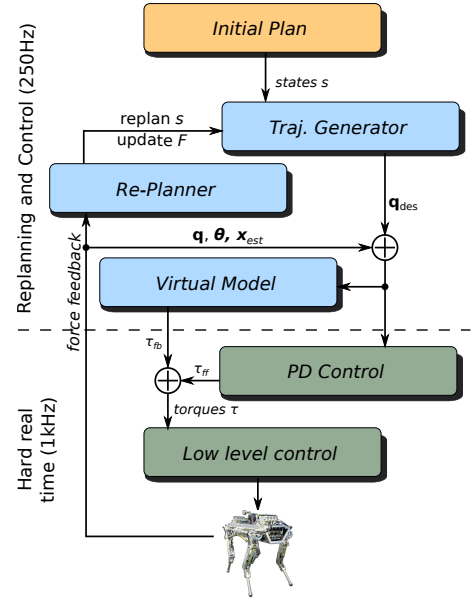 Initial Plan
states s
replan s
update F
Traj. Generator
Re-Planner
q_des
q, θ, x_est
Virtual Model
force feedback
Replanning and Control (250Hz)
τ_fb
τ_ff
PD Control
torques τ
Low level control
Hard real
time (1kHz)